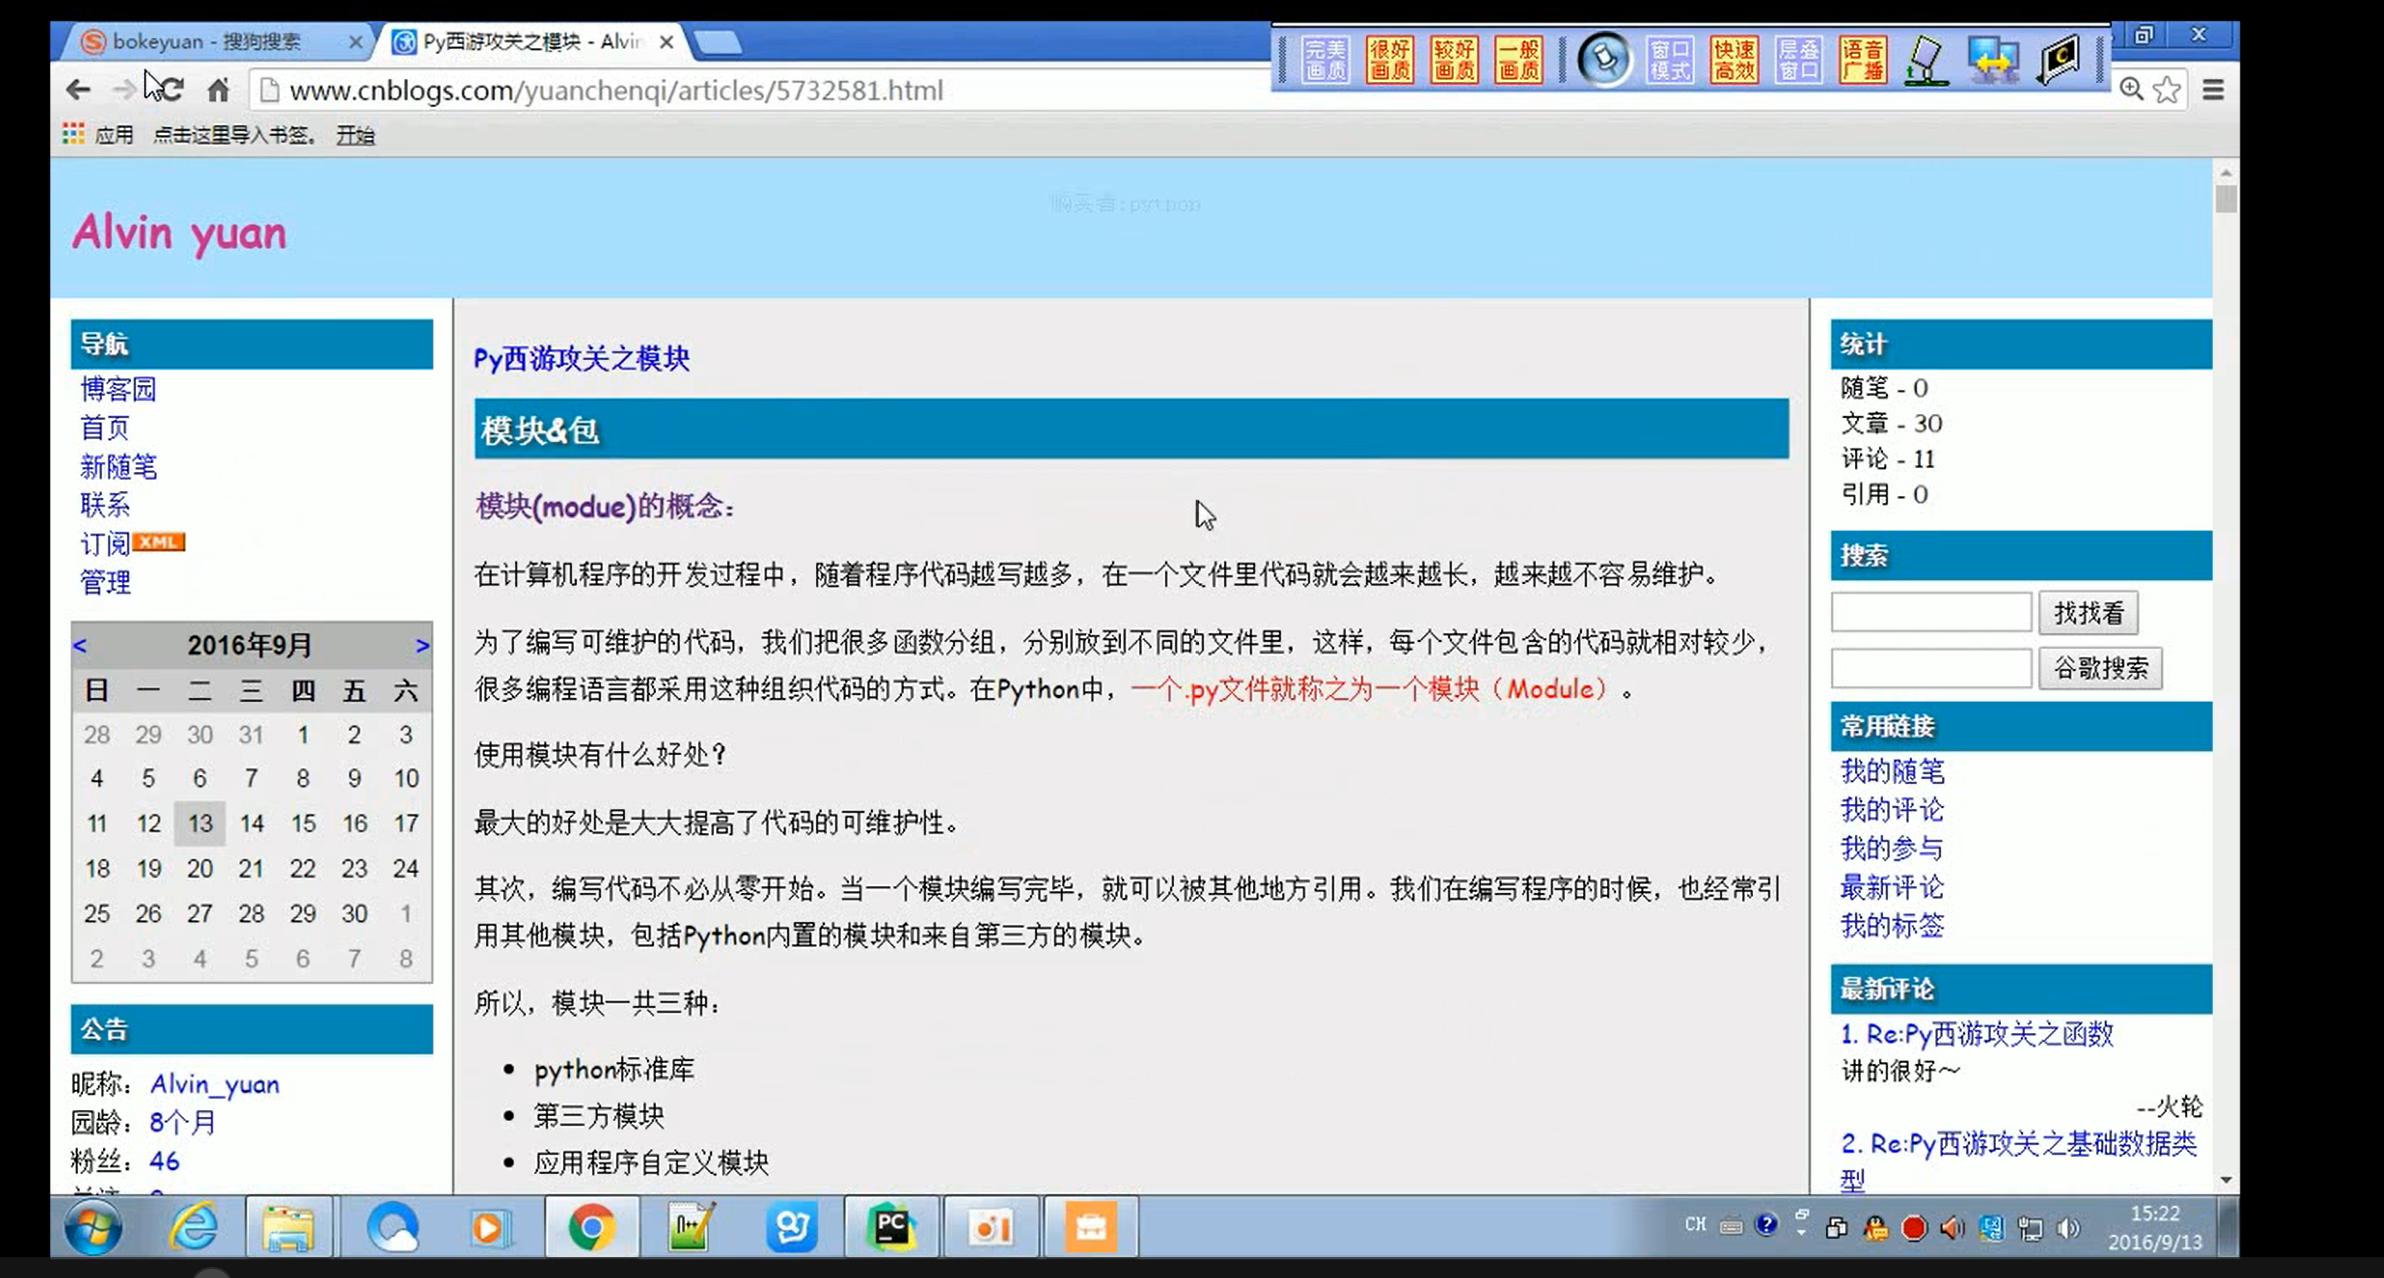 bokeyuan - 搜狗搜索
Py西游攻关之模块 - Alvin
完美画质
很好画质
较好画质
一般画质
窗口模式
快速高效
层叠窗口
语音广播
www.cnblogs.com/yuanchenqi/articles/5732581.html
应用 点击这里导入书签。 开始
购买者:python
Alvin yuan
导航
博客园
首页
新随笔
联系
订阅 XML
管理
< 2016年9月 >
日 一 二 三 四 五 六
28 29 30 31 1 2 3
4 5 6 7 8 9 10
11 12 13 14 15 16 17
18 19 20 21 22 23 24
25 26 27 28 29 30 1
2 3 4 5 6 7 8
公告
昵称：Alvin_yuan
园龄：8个月
粉丝：46
Py西游攻关之模块
模块&包
模块(modue)的概念：
在计算机程序的开发过程中，随着程序代码越写越多，在一个文件里代码就会越来越长，越来越不容易维护。
为了编写可维护的代码，我们把很多函数分组，分别放到不同的文件里，这样，每个文件包含的代码就相对较少，
很多编程语言都采用这种组织代码的方式。在Python中，一个.py文件就称之为一个模块（Module）。
使用模块有什么好处？
最大的好处是大大提高了代码的可维护性。
其次，编写代码不必从零开始。当一个模块编写完毕，就可以被其他地方引用。我们在编写程序的时候，也经常引
用其他模块，包括Python内置的模块和来自第三方的模块。
所以，模块一共三种：
• python标准库
• 第三方模块
• 应用程序自定义模块
统计
随笔 - 0
文章 - 30
评论 - 11
引用 - 0
搜索
找找看
谷歌搜索
常用链接
我的随笔
我的评论
我的参与
最新评论
我的标签
最新评论
1. Re:Py西游攻关之函数
讲的很好～
--火轮
2. Re:Py西游攻关之基础数据类
型
PC
CH
15:22
2016/9/13